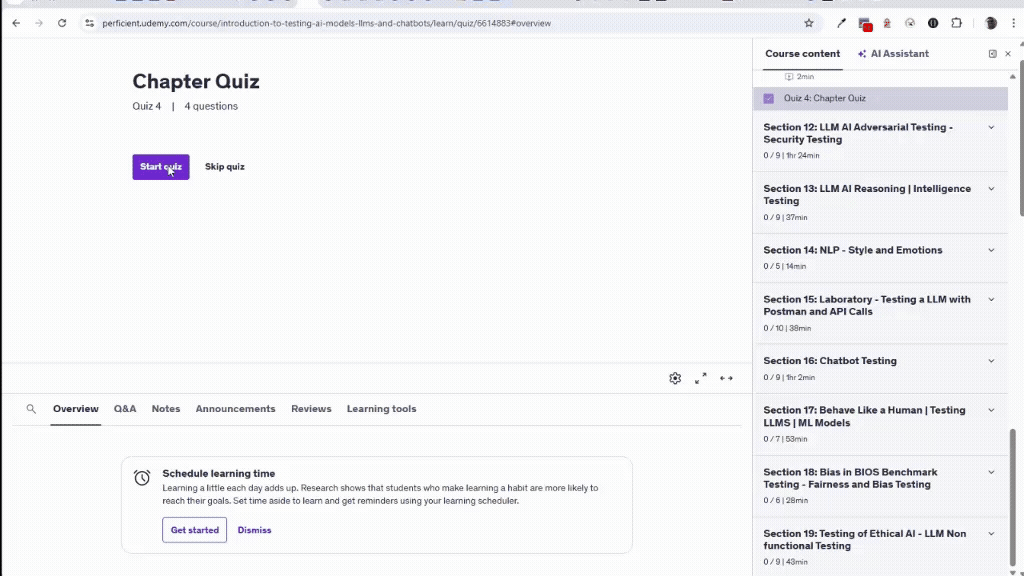 perficient.udemy.com/course/introduction-to-testing-ai-models-llms-and-chatbots/learn/quiz/6614883#overview
Chapter Quiz
Quiz 4 | 4 questions
Start quiz
Skip quiz
Overview
Q&A
Notes
Announcements
Reviews
Learning tools
Schedule learning time
Learning a little each day adds up. Research shows that students who make learning a habit are more likely to
reach their goals. Set time aside to learn and get reminders using your learning scheduler.
Get started
Dismiss
Course content
AI Assistant
2min
Quiz 4: Chapter Quiz
Section 12: LLM AI Adversarial Testing -
Security Testing
0 / 9 | 1hr 24min
Section 13: LLM AI Reasoning | Intelligence
Testing
0 / 9 | 37min
Section 14: NLP - Style and Emotions
0 / 5 | 14min
Section 15: Laboratory - Testing a LLM with
Postman and API Calls
0 / 10 | 38min
Section 16: Chatbot Testing
0 / 9 | 1hr 2min
Section 17: Behave Like a Human | Testing
LLMS | ML Models
0 / 7 | 53min
Section 18: Bias in BIOS Benchmark
Testing - Fairness and Bias Testing
0 / 6 | 28min
Section 19: Testing of Ethical AI - LLM Non
functional Testing
0 / 9 | 43min